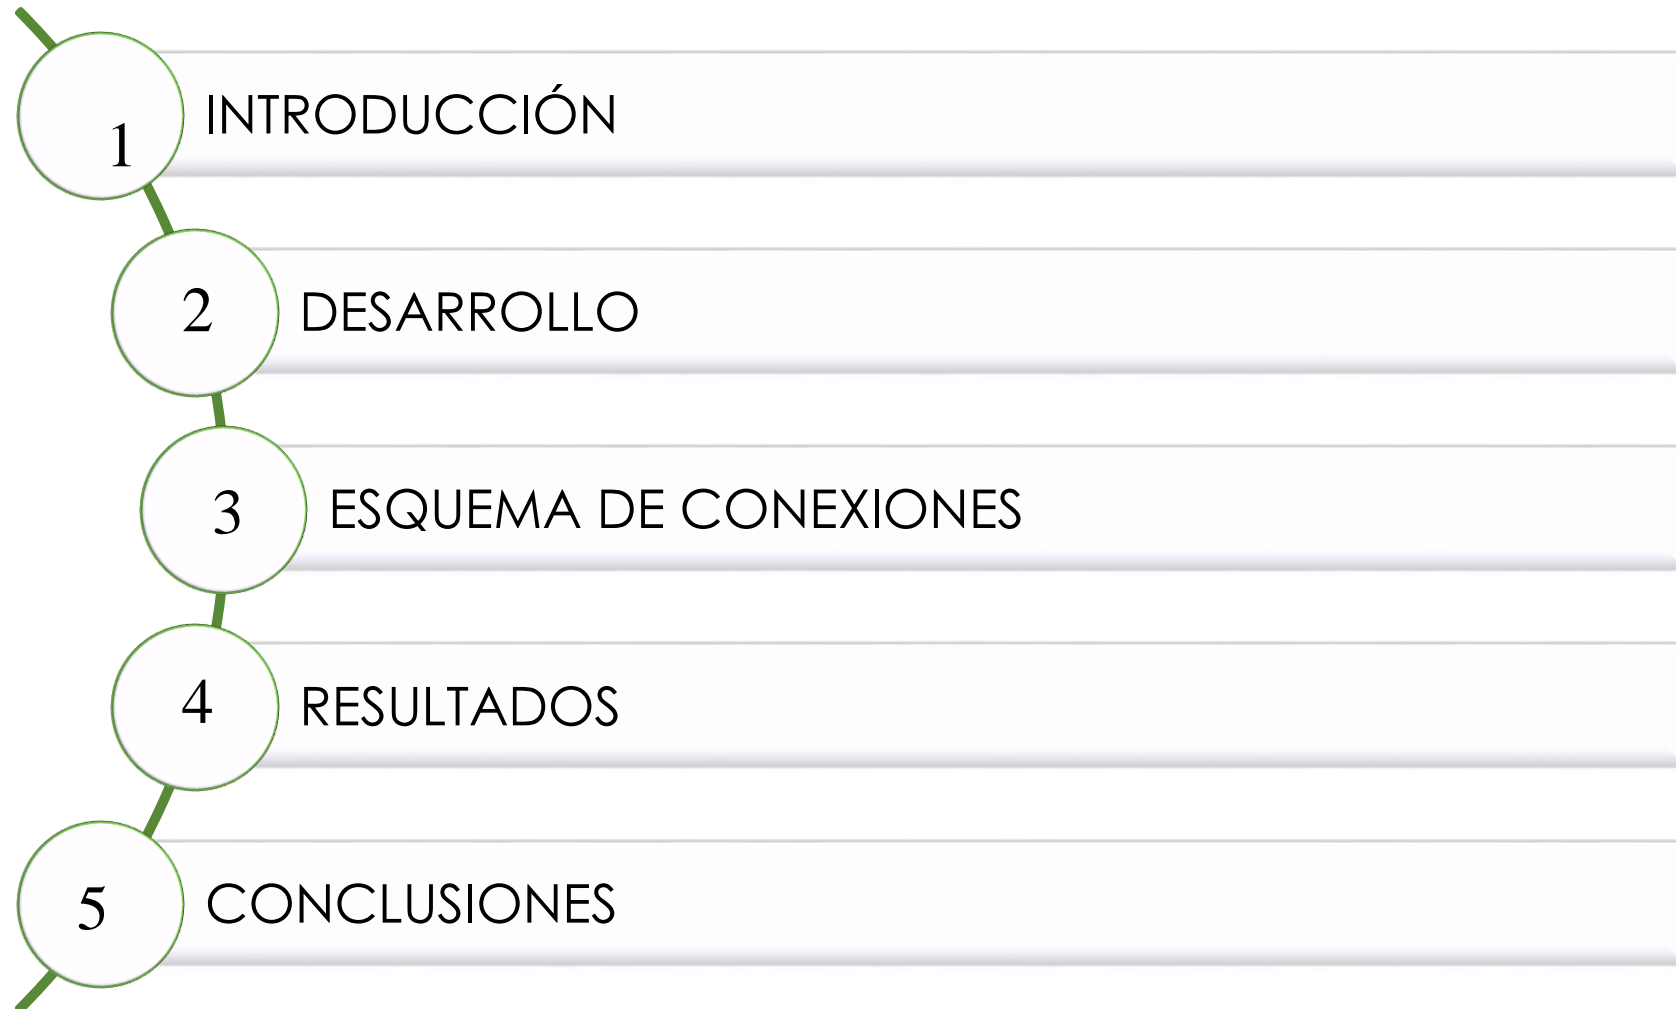 1 INTRODUCCIÓN
2 DESARROLLO
3 ESQUEMA DE CONEXIONES
4 RESULTADOS
5 CONCLUSIONES